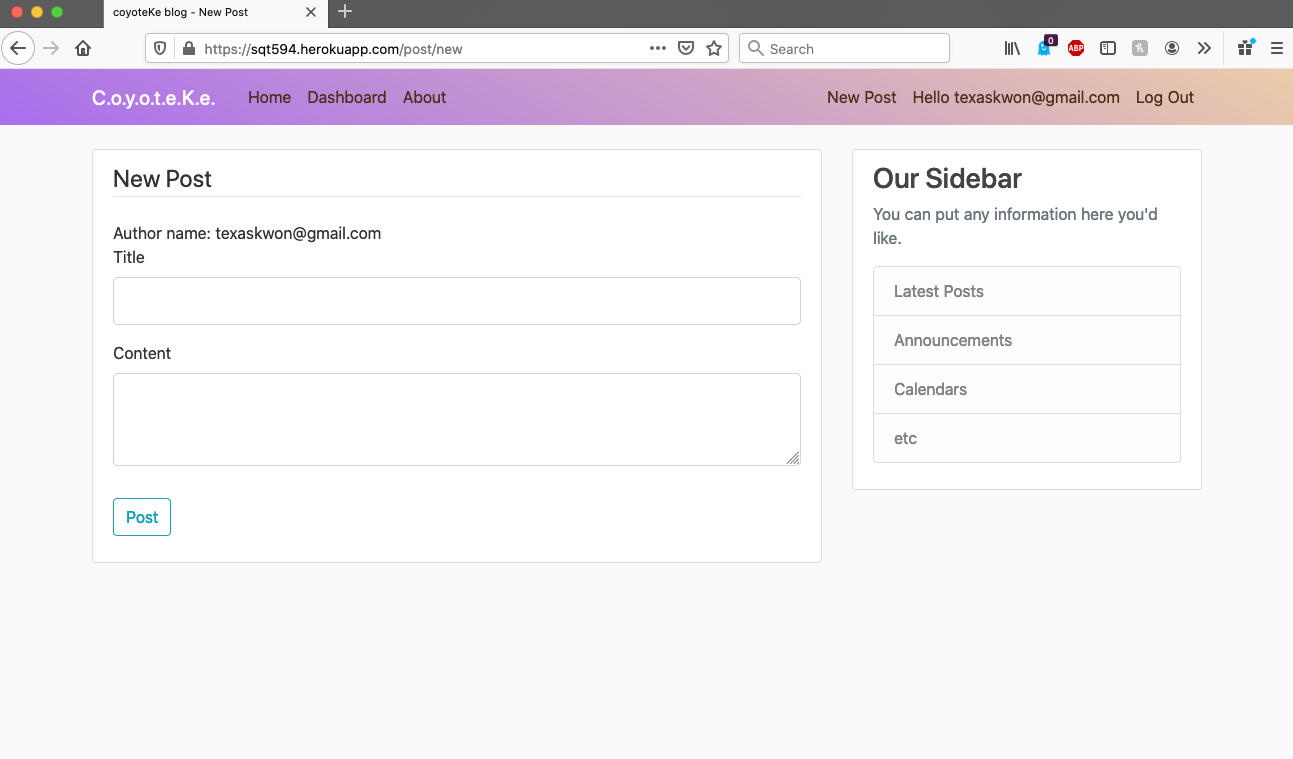 coyoteKe blog - New Post
https://sqt594.herokuapp.com/post/new
Search
0
ABP
C.o.y.o.t.e.K.e. Home Dashboard About New Post Hello texaskwon@gmail.com Log Out
New Post
Author name: texaskwon@gmail.com
Title
Content
Post
Our Sidebar
You can put any information here you'd
like.
Latest Posts
Announcements
Calendars
etc